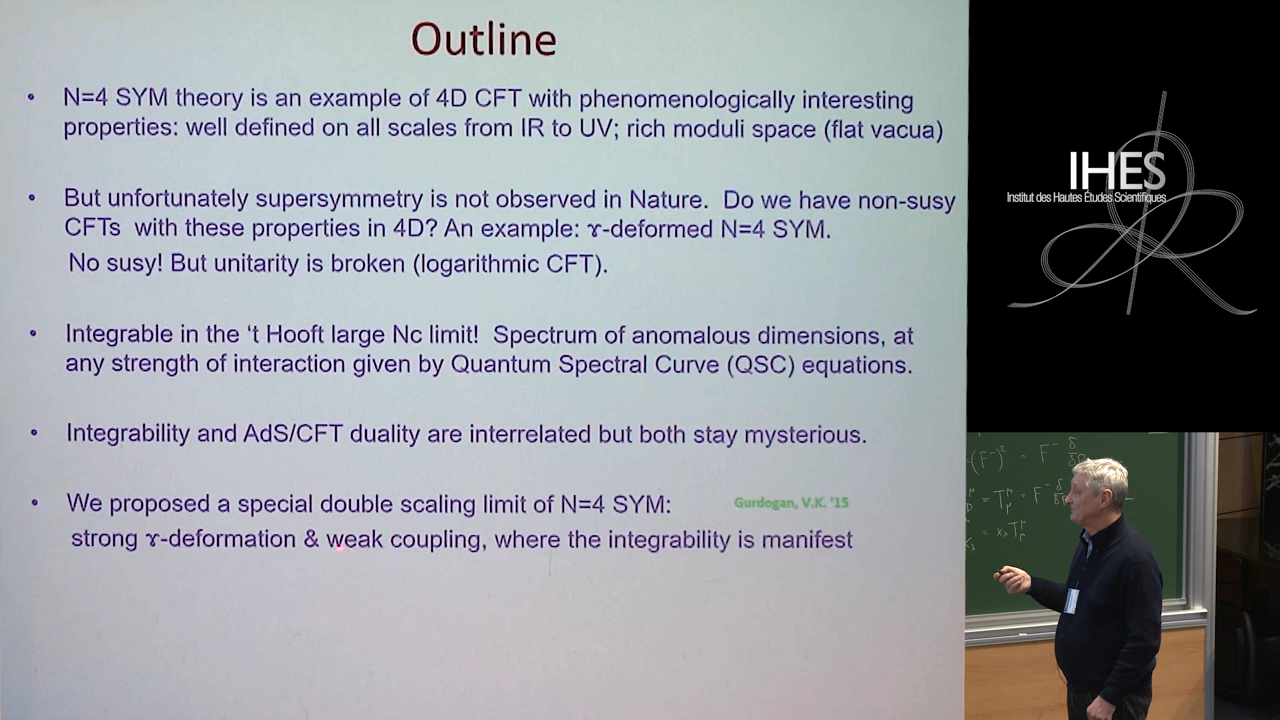 Outline
• N=4 SYM theory is an example of 4D CFT with phenomenologically interesting
properties: well defined on all scales from IR to UV; rich moduli space (flat vacua)
• But unfortunately supersymmetry is not observed in Nature. Do we have non-susy
CFTs with these properties in 4D? An example: ɤ-deformed N=4 SYM.
No susy! But unitarity is broken (logarithmic CFT).
• Integrable in the ‘t Hooft large Nc limit! Spectrum of anomalous dimensions, at
any strength of interaction given by Quantum Spectral Curve (QSC) equations.
• Integrability and AdS/CFT duality are interrelated but both stay mysterious.
• We proposed a special double scaling limit of N=4 SYM:
Gurdogan, V.K. '15
strong ɤ-deformation & weak coupling, where the integrability is manifest
IHES
Institut des Hautes Études Scientifiques